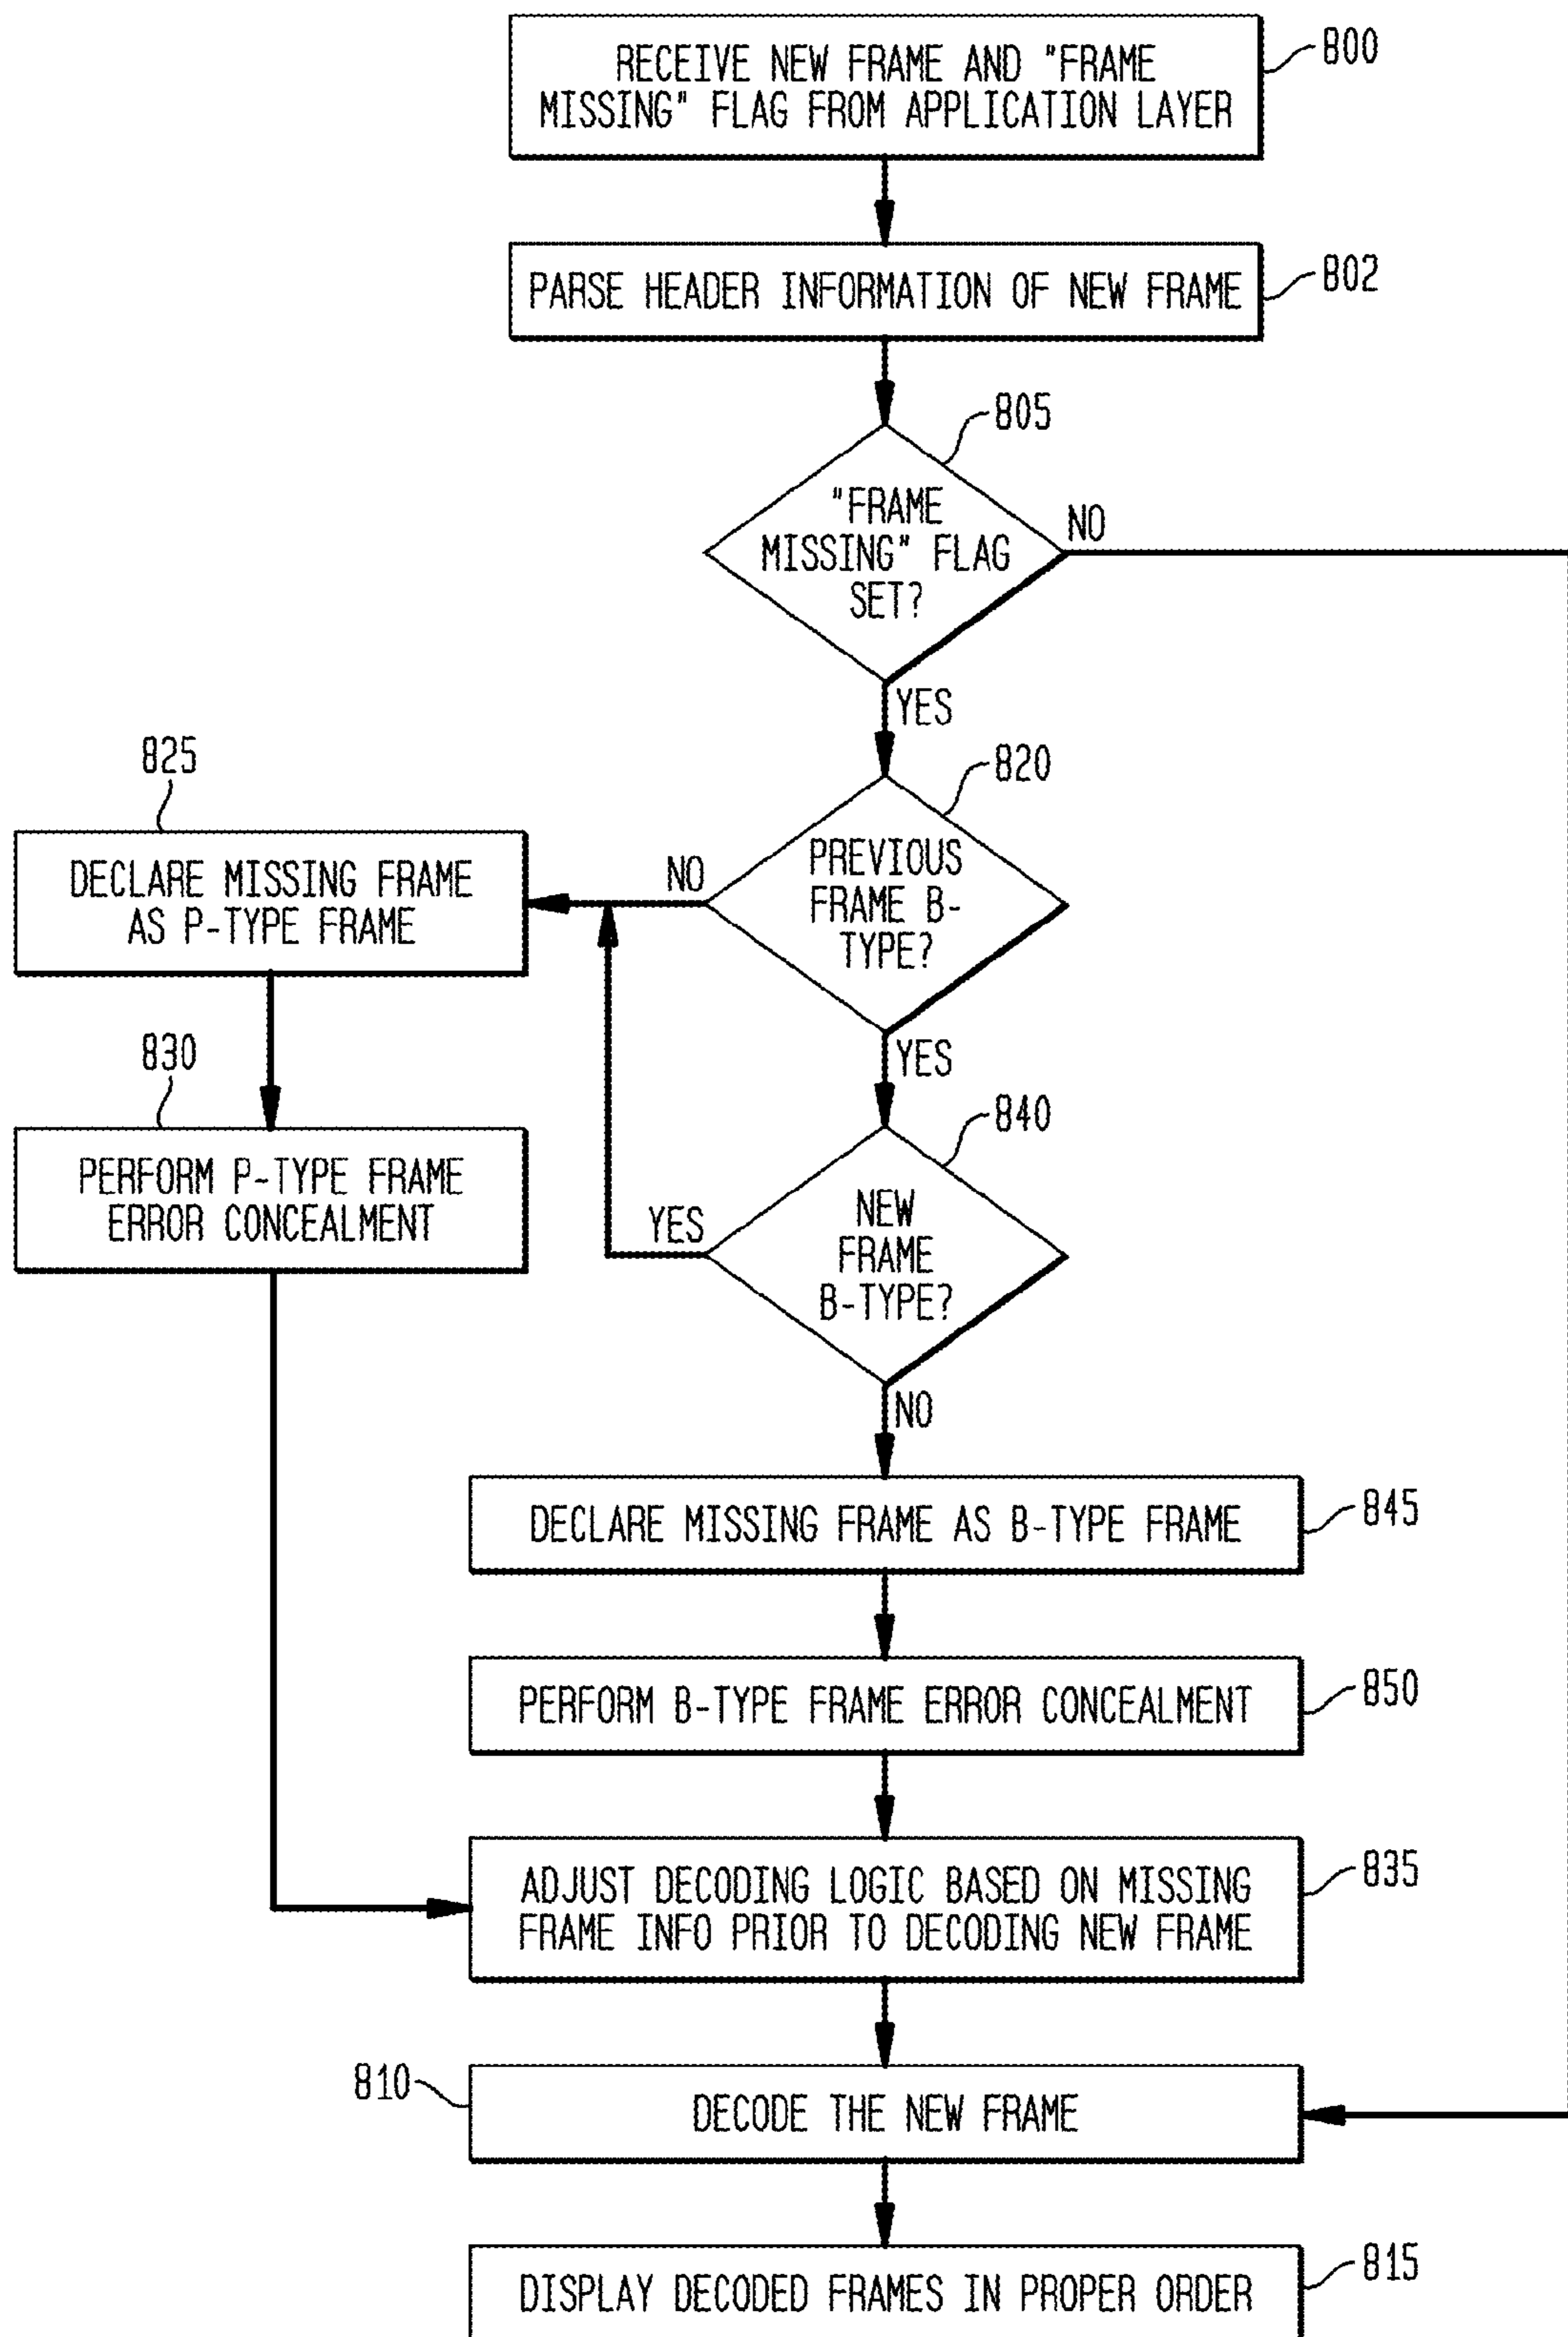 RECEIVE NEW FRAME AND "FRAME
MISSING" FLAG FROM APPLICATION LAYER
800
PARSE HEADER INFORMATION OF NEW FRAME
802
805
"FRAME
MISSING" FLAG
SET?
NO
YES
820
PREVIOUS
FRAME B-
TYPE?
NO
YES
825
DECLARE MISSING FRAME
AS P-TYPE FRAME
830
PERFORM P-TYPE FRAME
ERROR CONCEALMENT
840
NEW
FRAME
B-TYPE?
YES
NO
DECLARE MISSING FRAME AS B-TYPE FRAME
845
PERFORM B-TYPE FRAME ERROR CONCEALMENT
850
ADJUST DECODING LOGIC BASED ON MISSING
FRAME INFO PRIOR TO DECODING NEW FRAME
835
810
DECODE THE NEW FRAME
DISPLAY DECODED FRAMES IN PROPER ORDER
815